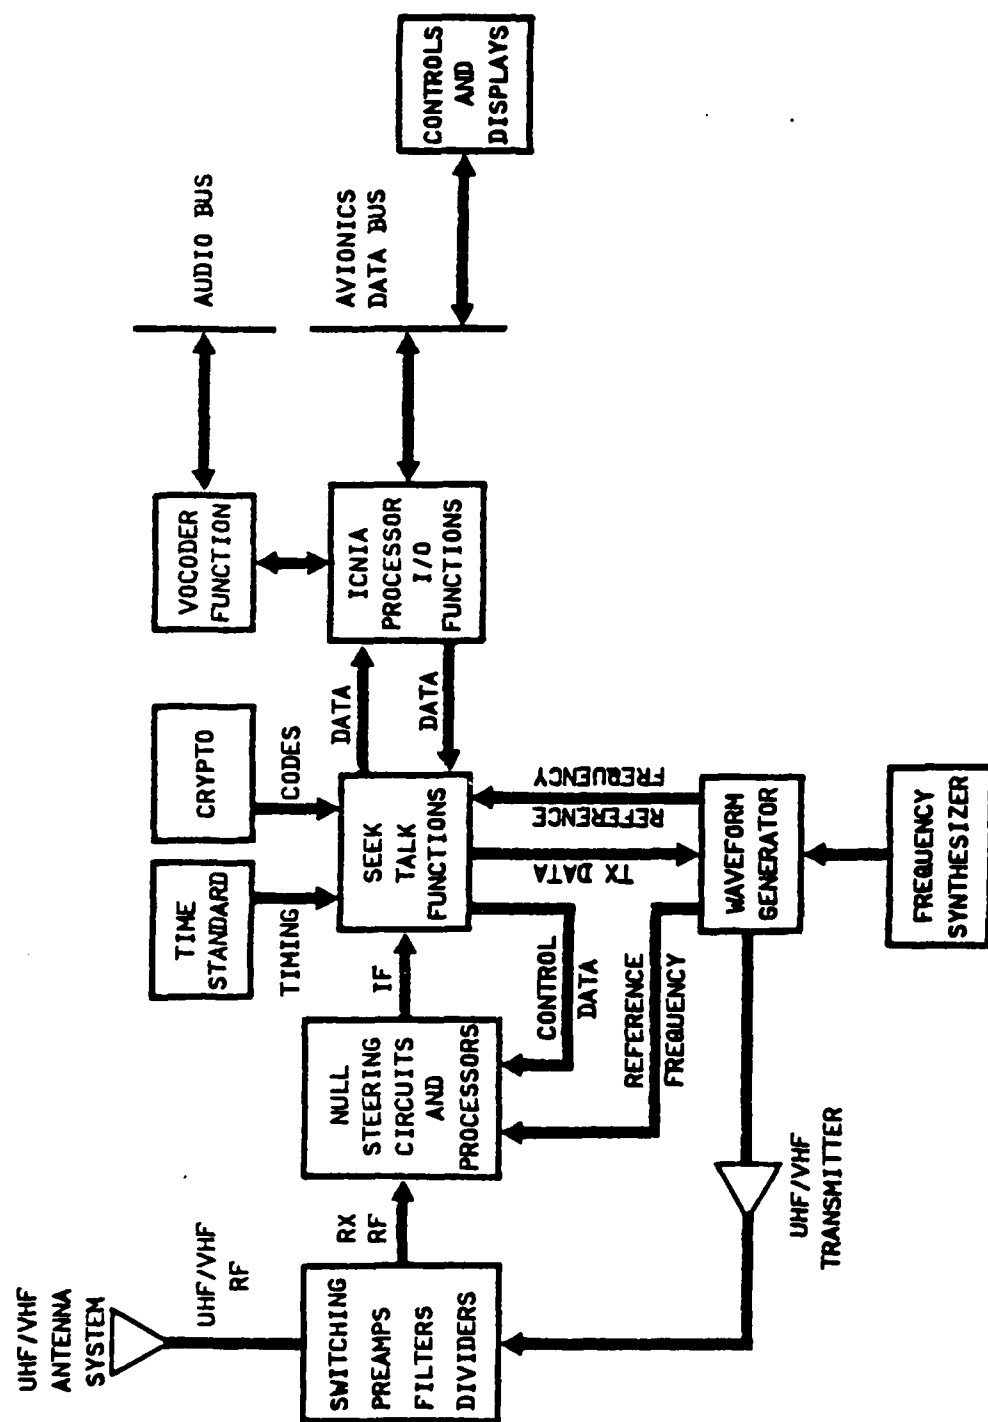 UHF/VHF
ANTENNA
SYSTEM
UHF/VHF
RF
SWITCHING
PREAMPS
FILTERS
DIVIDERS
RX
RF
NULL
STEERING
CIRCUITS
AND
PROCESSORS
IF
TIME
STANDARD
TIMING
CRYPTO
CODES
SEEK
TALK
FUNCTIONS
DATA
DATA
VOCODER
FUNCTION
ICNIA
PROCESSOR
I/O
FUNCTIONS
AUDIO BUS
AVIONICS
DATA BUS
CONTROLS
AND
DISPLAYS
CONTROL
DATA
REFERENCE
FREQUENCY
TX DATA
REFERENCE
FREQUENCY
WAVEFORM
GENERATOR
FREQUENCY
SYNTHESIZER
UHF/VHF
TRANSMITTER